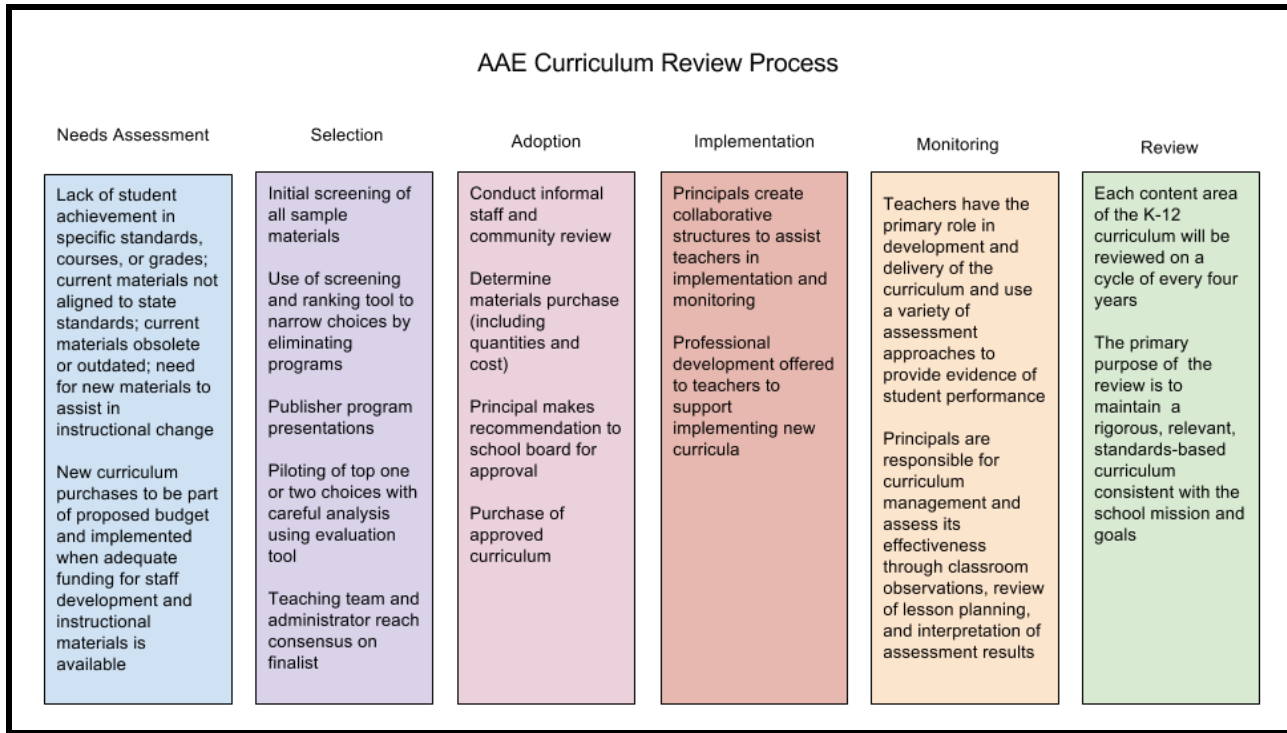 AAE Curriculum Review Process
Needs Assessment
Lack of student
achievement in
specific standards,
courses, or grades;
current materials not
aligned to state
standards; current
materials obsolete
or outdated; need
for new materials to
assist in
instructional change
New curriculum
purchases to be part
of proposed budget
and implemented
when adequate
funding for staff
development and
instructional
materials is
available
Selection
Initial screening of
all sample
materials
Use of screening
and ranking tool to
narrow choices by
eliminating
programs
Publisher program
presentations
Piloting of top one
or two choices with
careful analysis
using evaluation
tool
Teaching team and
administrator reach
consensus on
finalist
Adoption
Conduct informal
staff and
community review
Determine
materials purchase
(including
quantities and
cost)
Principal makes
recommendation to
school board for
approval
Purchase of
approved
curriculum
Implementation
Principals create
collaborative
structures to assist
teachers in
implementation and
monitoring
Professional
development offered
to teachers to
support
implementing new
curricula
Monitoring
Teachers have the
primary role in
development and
delivery of the
curriculum and use
a variety of
assessment
approaches to
provide evidence of
student performance
Principals are
responsible for
curriculum
management and
assess its
effectiveness
through classroom
observations, review
of lesson planning,
and interpretation of
assessment results
Review
Each content area
of the K-12
curriculum will be
reviewed on a
cycle of every four
years
The primary
purpose of the
review is to
maintain a
rigorous, relevant,
standards-based
curriculum
consistent with the
school mission and
goals